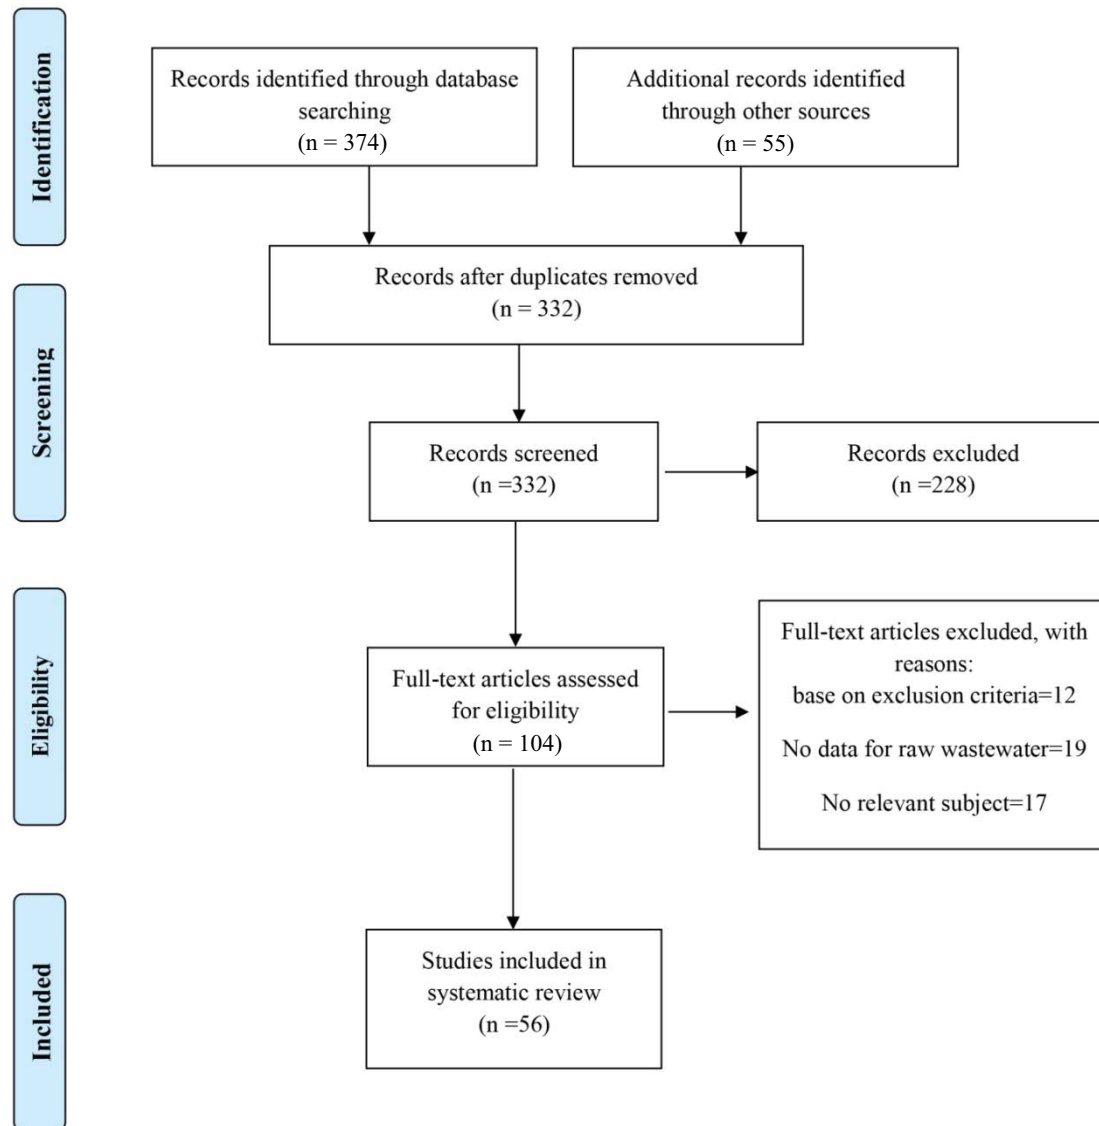 Identification
Records identified through database
searching
(n = 374)
Additional records identified
through other sources
(n = 55)
Records after duplicates removed
(n = 332)
Screening
Records screened
(n =332)
Records excluded
(n =228)
Eligibility
Full-text articles assessed
for eligibility
(n = 104)
Full-text articles excluded, with
reasons:
base on exclusion criteria=12
No data for raw wastewater=19
No relevant subject=17
Included
Studies included in
systematic review
(n =56)